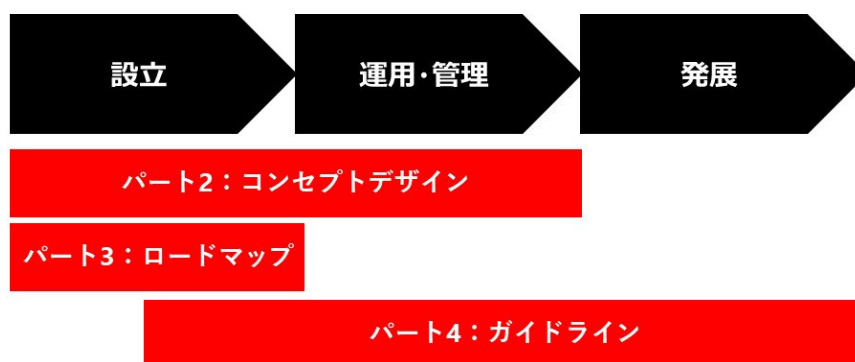 設立
運用･管理
発展
パート2：コンセプトデザイン
パート3：ロードマップ
パート4：ガイドライン